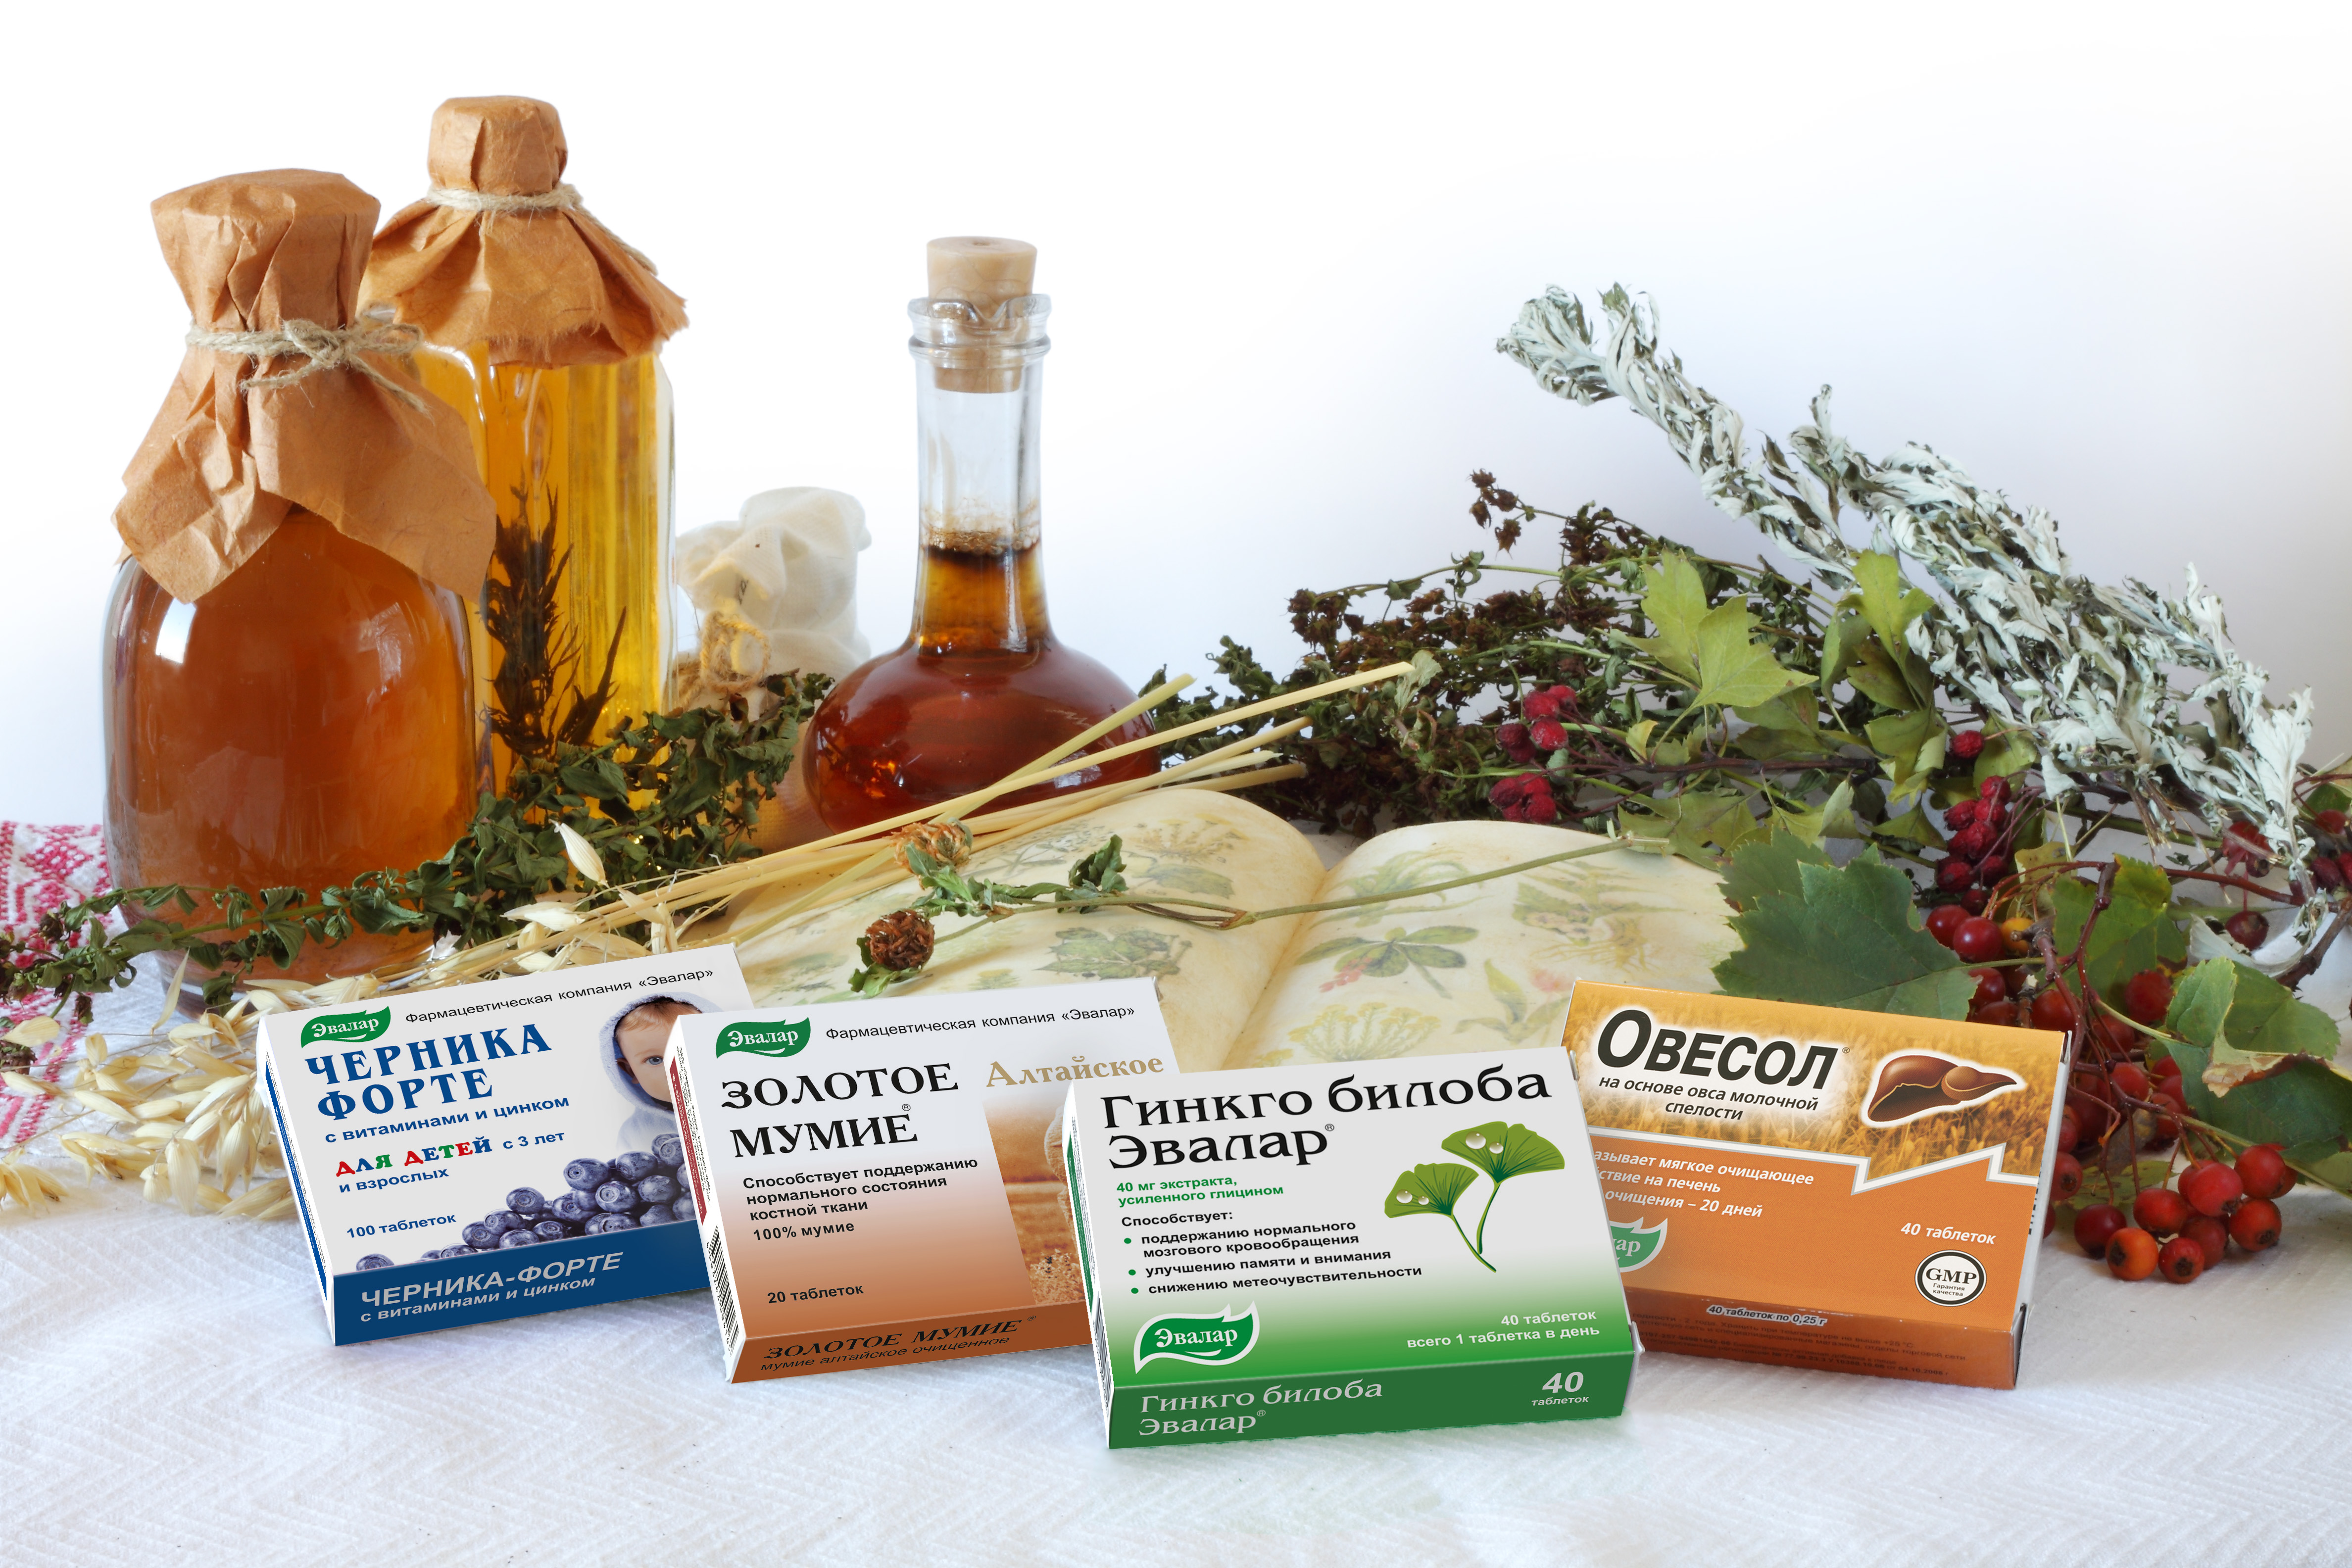 Эвалар
Фармацевтическая компания «Эвалар»
ЧЕРНИКА
ФОРТЕ
с витаминами и цинком
для детей с 3 лет
и взрослых
100 таблеток
ЧЕРНИКА-ФОРТЕ
с витаминами и цинком
Эвалар
Фармацевтическая компания «Эвалар»
ЗОЛОТОЕ
МУМИЕ®
Алтайское
Способствует поддержанию
нормального состояния
костной ткани
100% мумие
20 таблеток
ЗОЛОТОЕ МУМИЕ®
мумие алтайское очищенное
Гинкго билоба
Эвалар®
40 мг экстракта,
усиленного глицином
Способствует:
• поддержанию нормального
мозгового кровообращения
• улучшению памяти и внимания
• снижению метеочувствительности
Эвалар
40 таблеток
всего 1 таблетка в день
Гинкго билоба
Эвалар®
40
таблеток
ОВЕСОЛ®
на основе овса молочной
спелости
азывает мягкое очищающее
ствие на печень
очищения – 20 дней
ар
40 таблеток
GMP
Гарантия
качества
40 таблеток по 0,25 г